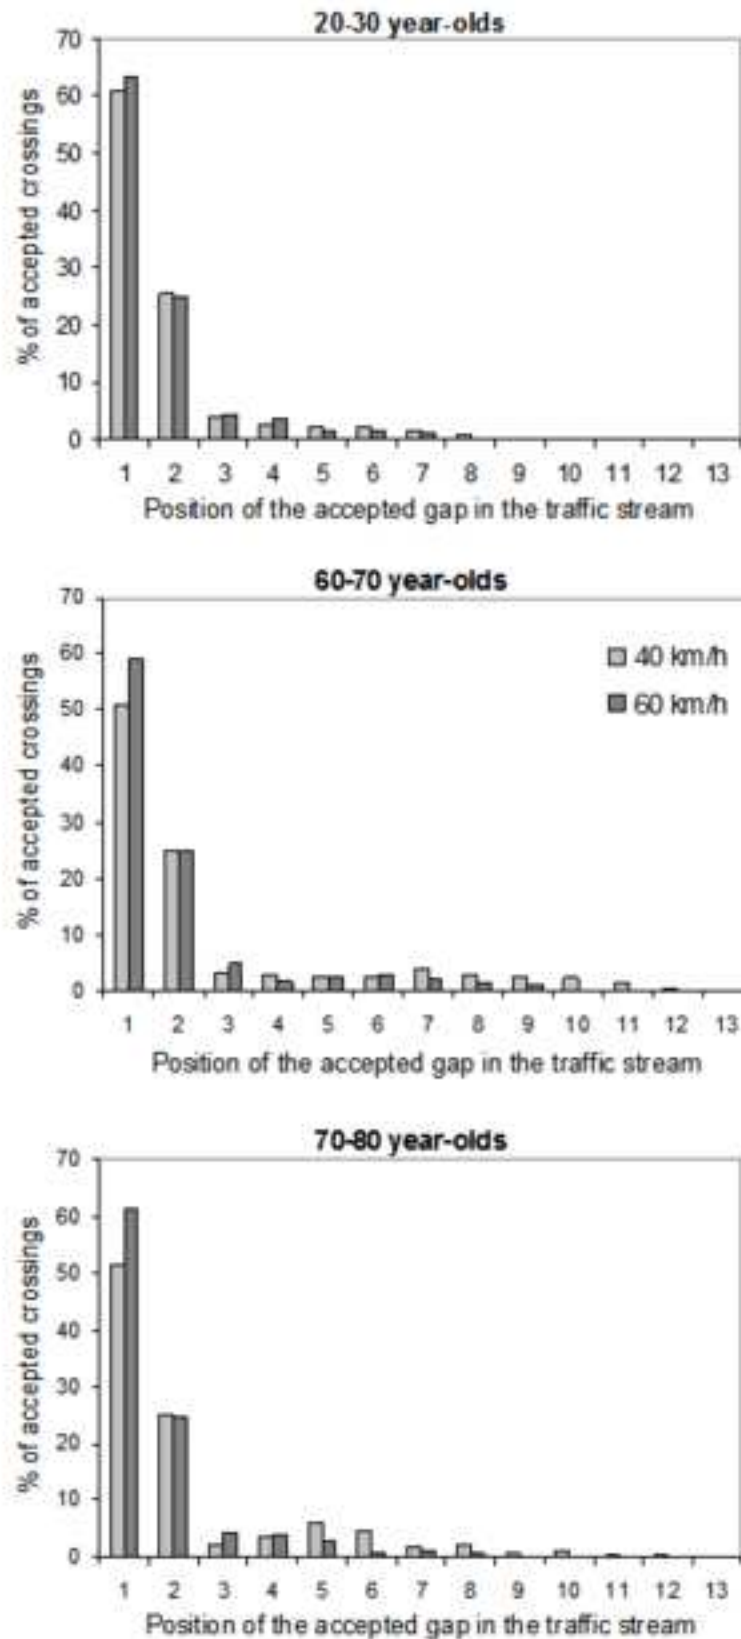 20-30 year-olds
70
60
50
40
30
20
10
0
% of accepted crossings
1 2 3 4 5 6 7 8 9 10 11 12 13
Position of the accepted gap in the traffic stream
60-70 year-olds
70
60
50
40
30
20
10
0
% of accepted crossings
40 km/h
60 km/h
1 2 3 4 5 6 7 8 9 10 11 12 13
Position of the accepted gap in the traffic stream
70-80 year-olds
70
60
50
40
30
20
10
0
% of accepted crossings
1 2 3 4 5 6 7 8 9 10 11 12 13
Position of the accepted gap in the traffic stream